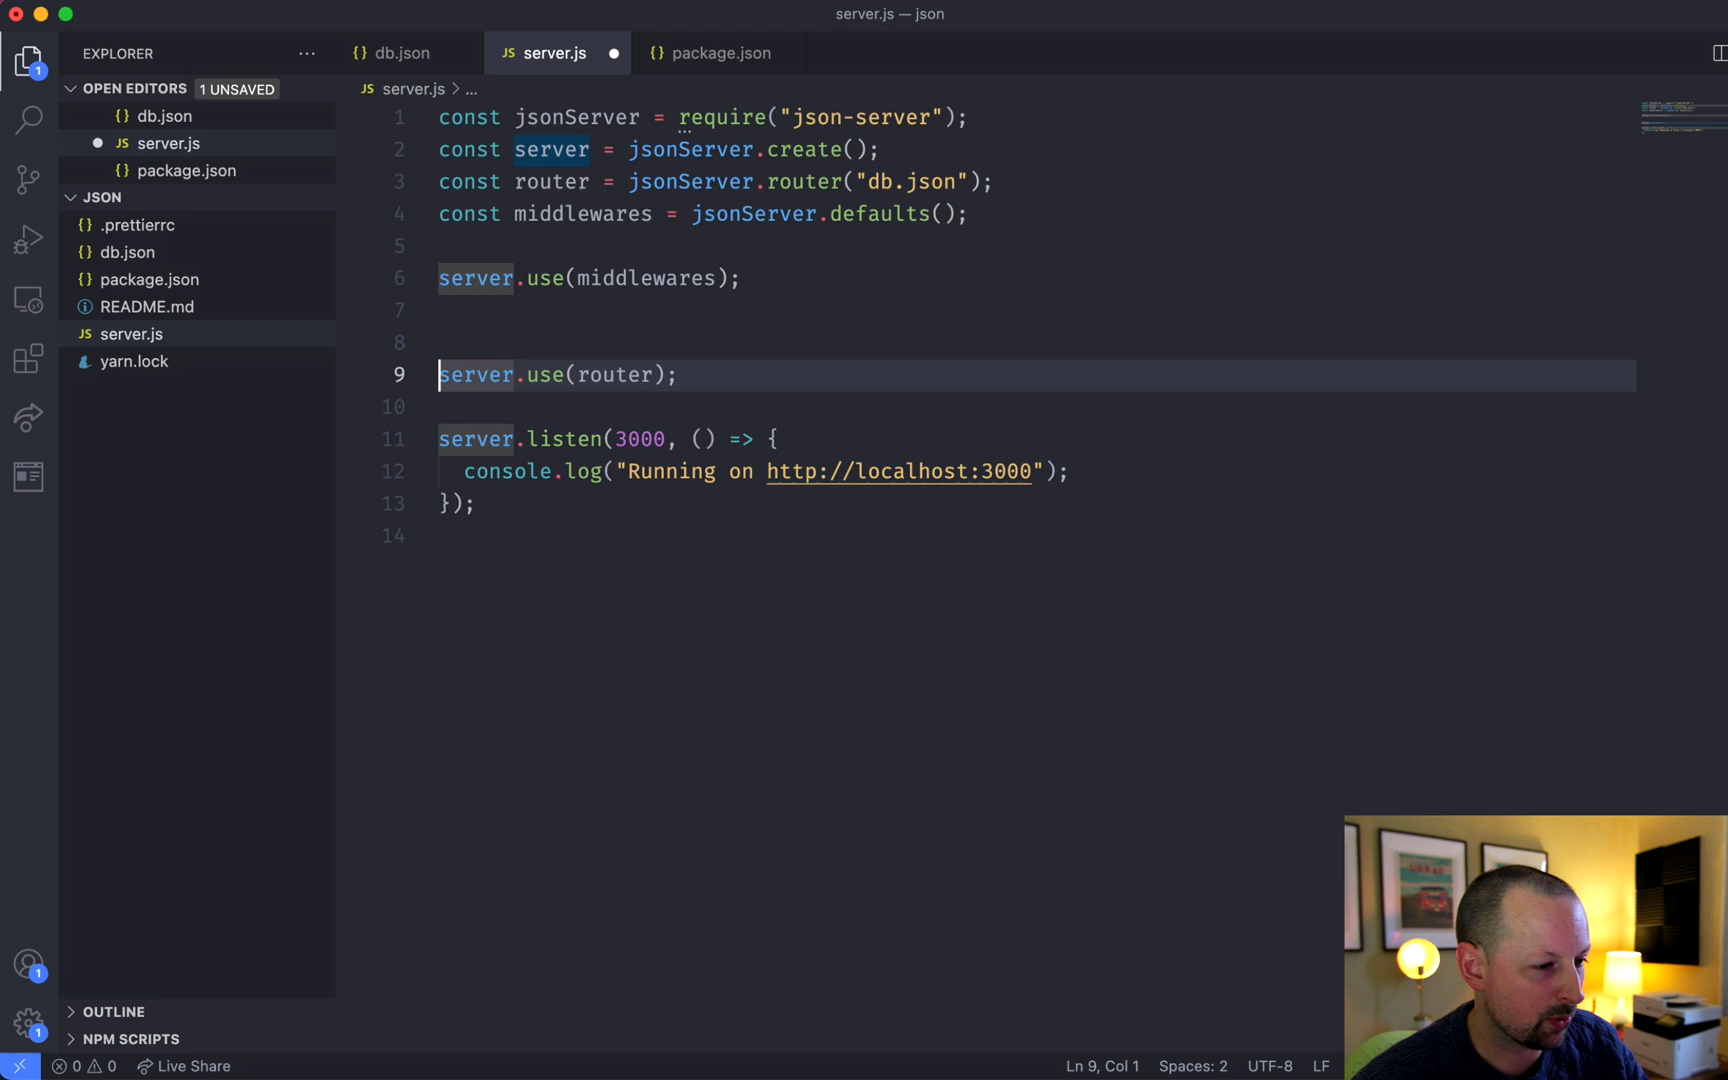 server.js — json
EXPLORER
···
{} db.json
JS server.js
{} package.json
OPEN EDITORS 1 UNSAVED
{} db.json
JS server.js
{} package.json
JSON
{} .prettierrc
{} db.json
{} package.json
README.md
JS server.js
yarn.lock
JS server.js > ...
1 const jsonServer = require("json-server");
2 const server = jsonServer.create();
3 const router = jsonServer.router("db.json");
4 const middlewares = jsonServer.defaults();
5
6 server.use(middlewares);
7
8
9 server.use(router);
10
11 server.listen(3000, () => {
12 console.log("Running on http://localhost:3000");
13 });
14
1
1
1
OUTLINE
NPM SCRIPTS
0 0 Live Share
Ln 9, Col 1 Spaces: 2 UTF-8 LF